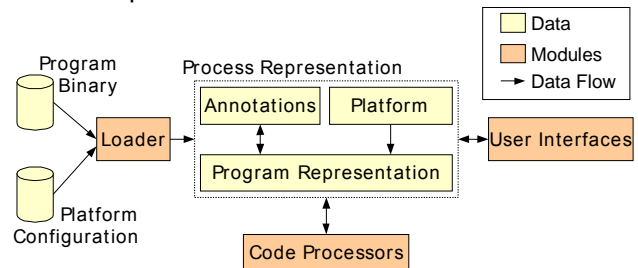 Program
Binary
Process Representation
Data
Modules
Data Flow
Annotations
Platform
Loader
User Interfaces
Program Representation
Platform
Configuration
Code Processors